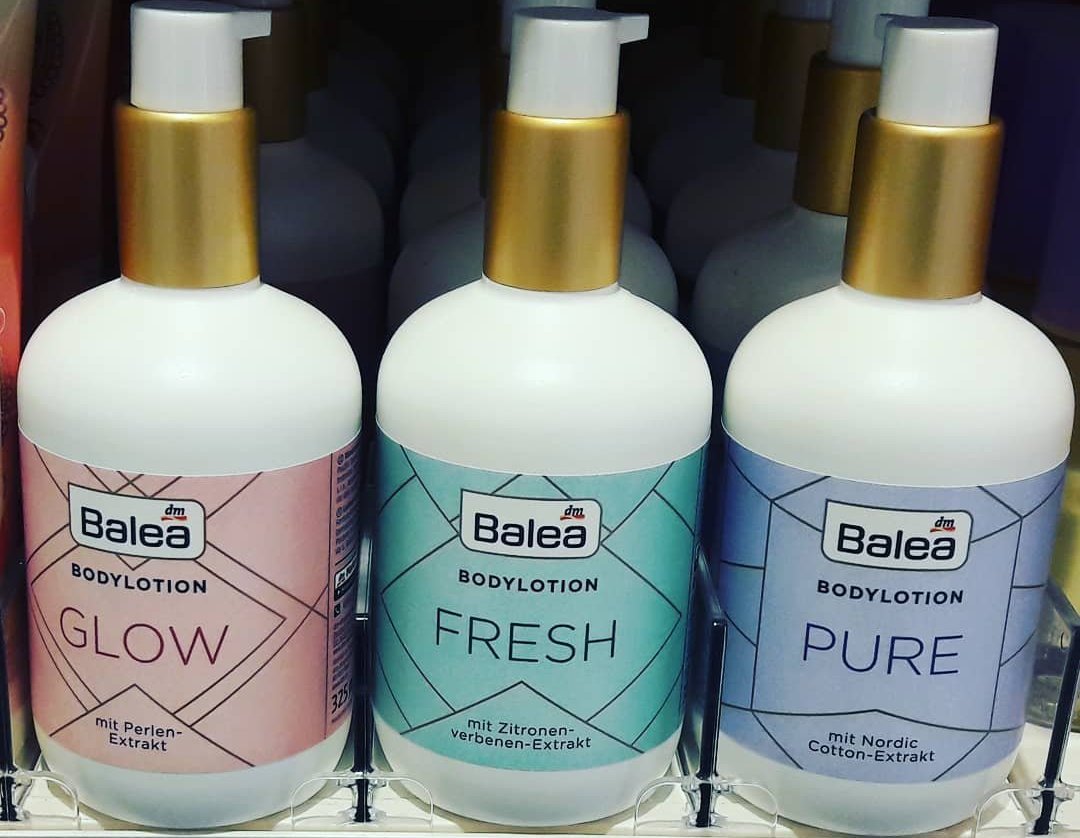 Balea
dm
BODYLOTION
GLOW
mit Perlen-
Extrakt
325
Balea
dm
BODYLOTION
FRESH
mit Zitronen-
verbenen-Extrakt
Balea
dm
BODYLOTION
PURE
mit Nordic
Cotton-Extrakt